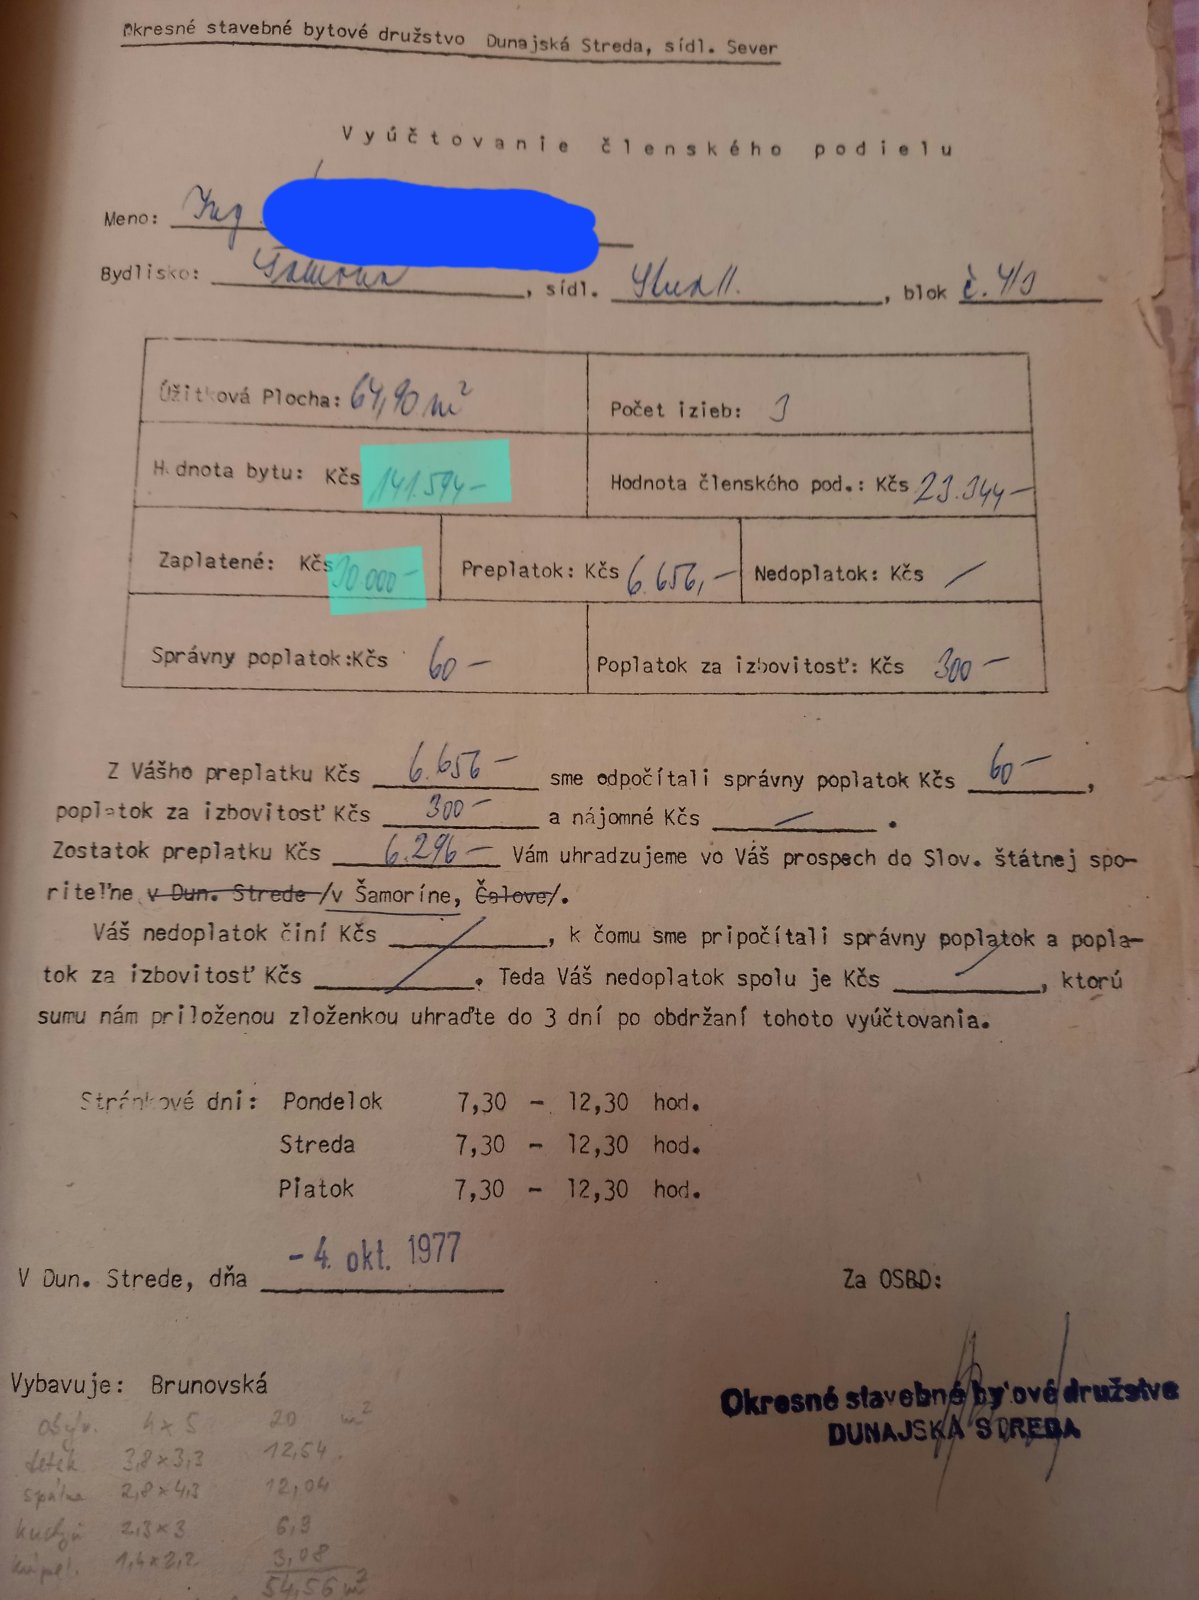 Okresné stavebné bytové družstvo Dunajská Streda, sídl. Sever
Vyúčtovanie členského podielu
Meno: Ing
Bydlisko: Šamorín, sídl. , blok č. 4/3
Úžitková Plocha: 64,90 m²
Počet izieb: 3
Hodnota bytu: Kčs 141.594-
Hodnota členského pod.: Kčs 23.344-
Zaplatené: Kčs 30 000-
Preplatok: Kčs 6.656,-
Nedoplatok: Kčs /
Správny poplatok:Kčs 60-
Poplatok za izbovitosť: Kčs 300-
Z Vášho preplatku Kčs 6.656- sme odpočítali správny poplatok Kčs 60-,
poplatok za izbovitosť Kčs 300- a nájomné Kčs — .
Zostatok preplatku Kčs 6.296- Vám uhradzujeme vo Váš prospech do Slov. štátnej spo-
riteľne v Dun. Strede /v Šamoríne, Čalove/.
Váš nedoplatok činí Kčs , k čomu sme pripočítali správny poplatok a popla-
tok za izbovitosť Kčs . Teda Váš nedoplatok spolu je Kčs , ktorú
sumu nám priloženou zloženkou uhraďte do 3 dní po obdržaní tohoto vyúčtovania.
Stránkové dni: Pondelok 7,30 - 12,30 hod.
Streda 7,30 - 12,30 hod.
Piatok 7,30 - 12,30 hod.
V Dun. Strede, dňa - 4. okt. 1977
Za OSBD:
Vybavuje: Brunovská
Okresné stavebné bytové družstvo
DUNAJSKÁ STREDA
obýv. 4 x 5 20 m²
detsk 3,8 x 3,3 12,54
spálňa 2,8 x 4,3 12,04
kuchyň 2,3 x 3 6,9
kúpeľ. 1,4 x 2,2 3,08
54,56 m²